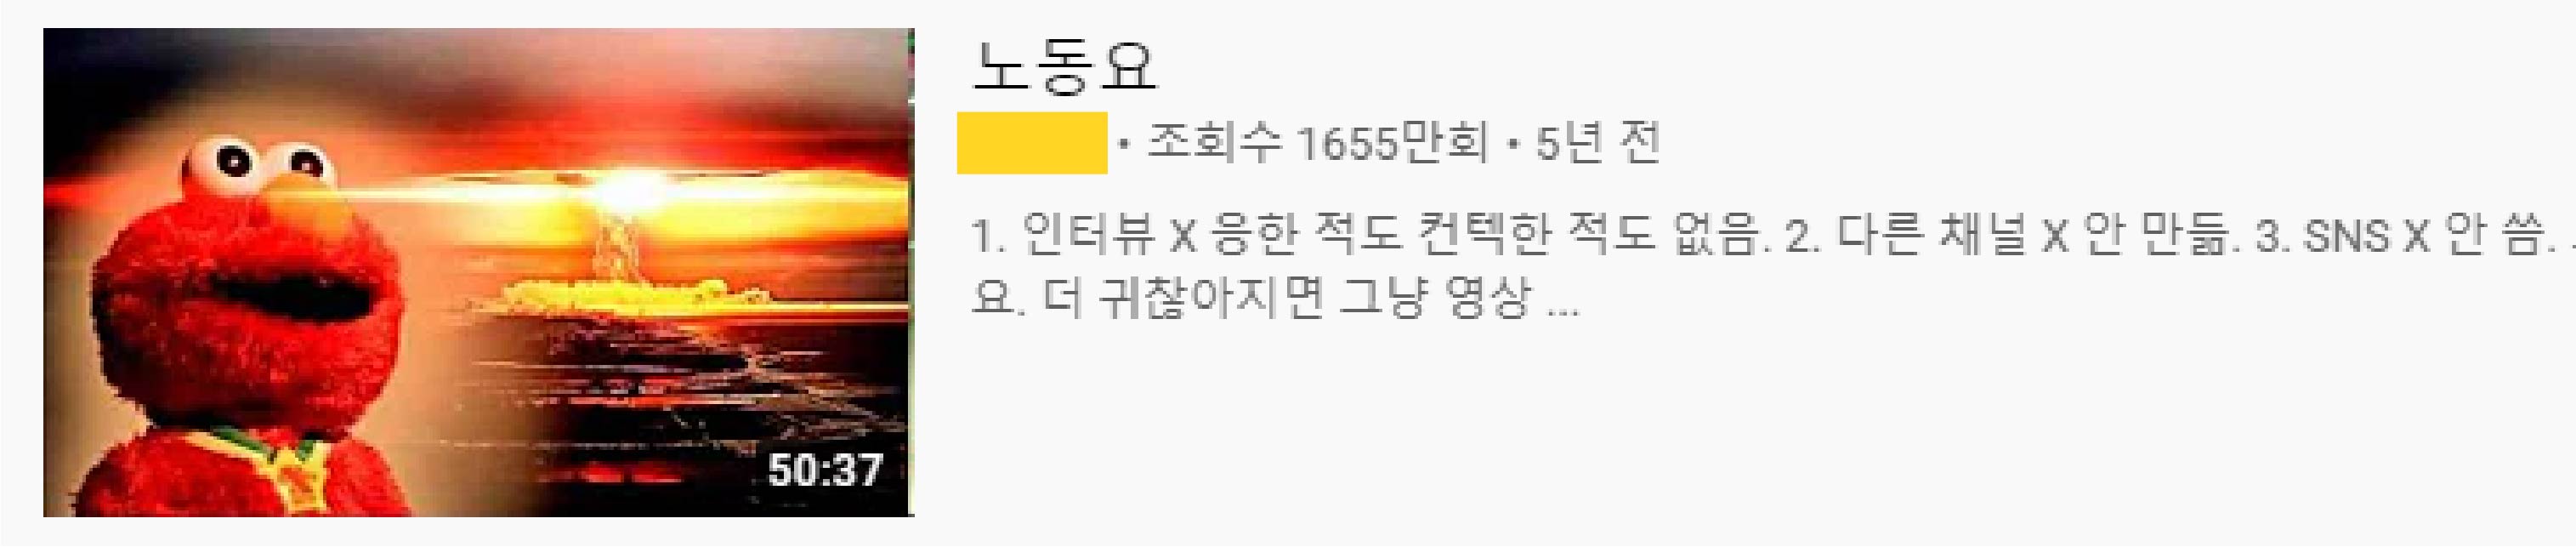 노동요
• 조회수 1655만회 • 5년 전
1. 인터뷰 X 응한 적도 컨텍한 적도 없음. 2. 다른 채널 X 안 만듦. 3. SNS X 안 씀. .
요. 더 귀찮아지면 그냥 영상 ...
50:37